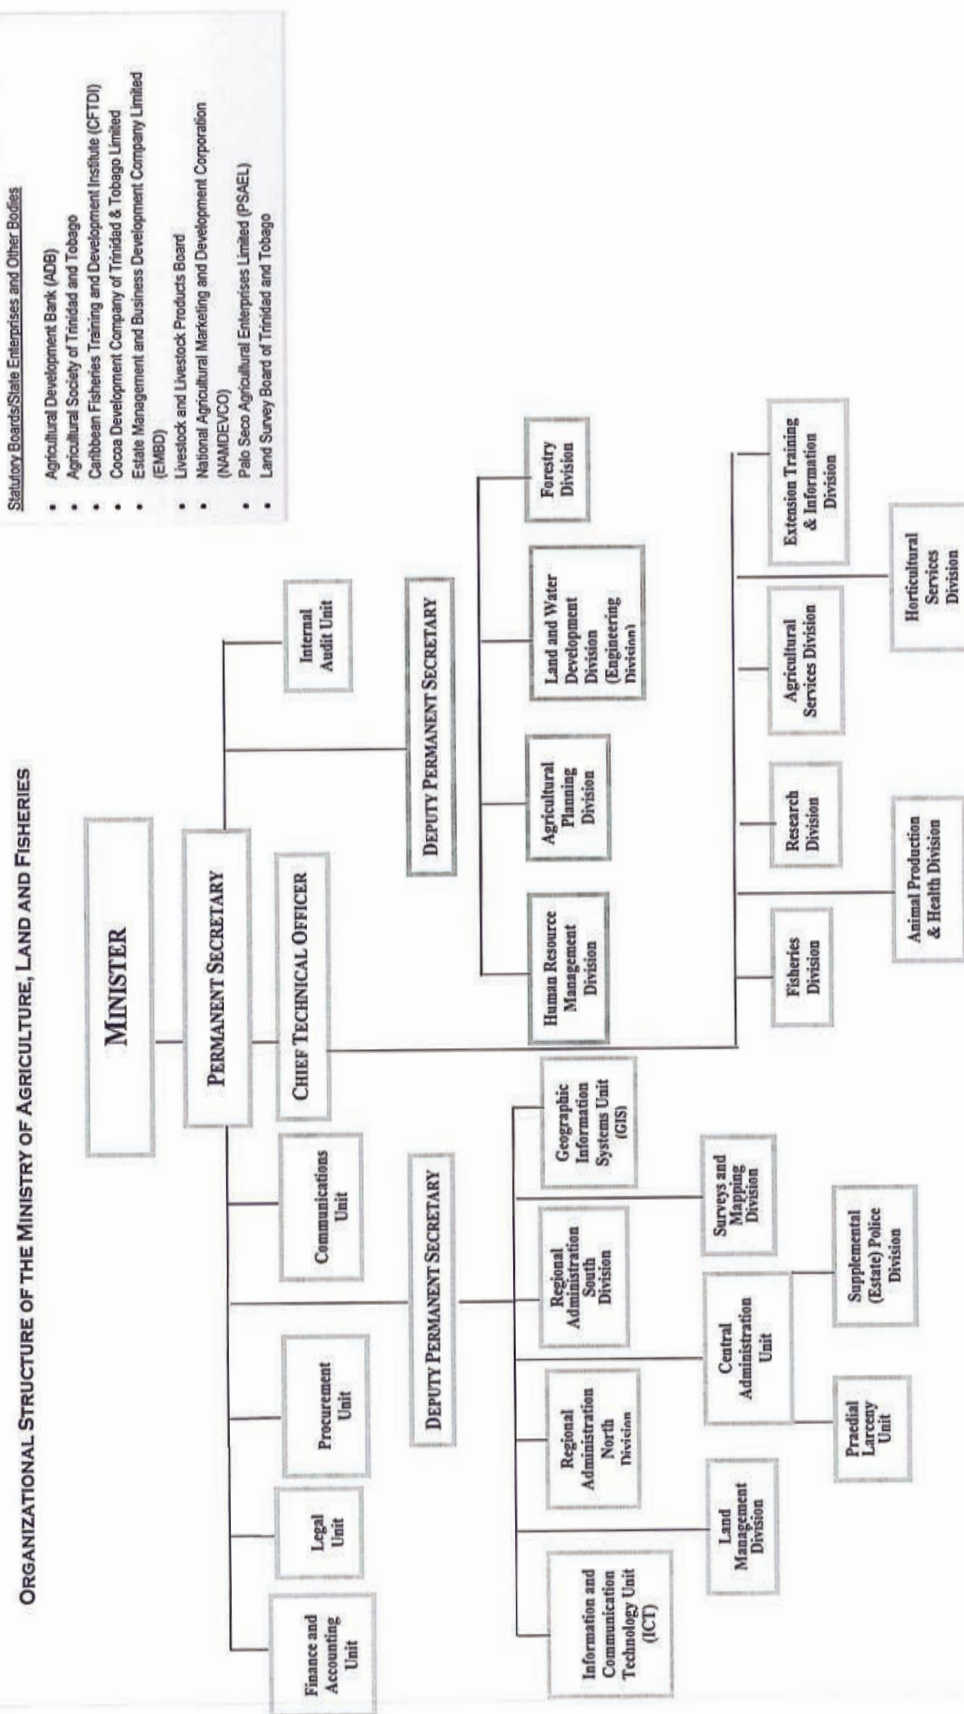 ORGANIZATIONAL STRUCTURE OF THE MINISTRY OF AGRICULTURE, LAND AND FISHERIES
Statutory Boards/State Enterprises and Other Bodies
• Agricultural Development Bank (ADB)
• Agricultural Society of Trinidad and Tobago
• Caribbean Fisheries Training and Development Institute (CFTDI)
• Cocoa Development Company of Trinidad & Tobago Limited
• Estate Management and Business Development Company Limited
(EMBD)
• Livestock and Livestock Products Board
• National Agricultural Marketing and Development Corporation
(NAMDEVCO)
• Palo Seco Agricultural Enterprises Limited (PSAEL)
• Land Survey Board of Trinidad and Tobago
MINISTER
PERMANENT SECRETARY
CHIEF TECHNICAL OFFICER
Finance and
Accounting
Unit
Legal
Unit
Procurement
Unit
Communications
Unit
Internal
Audit Unit
DEPUTY PERMANENT SECRETARY
DEPUTY PERMANENT SECRETARY
Information and
Communication
Technology Unit
(ICT)
Regional
Administration
North
Division
Regional
Administration
South
Division
Geographic
Information
Systems Unit
(GIS)
Land
Management
Division
Central
Administration
Unit
Surveys and
Mapping
Division
Praedial
Larceny
Unit
Supplemental
(Estate) Police
Division
Human Resource
Management
Division
Agricultural
Planning
Division
Land and Water
Development
Division
(Engineering
Division)
Forestry
Division
Fisheries
Division
Research
Division
Agricultural
Services Division
Extension Training
& Information
Division
Animal Production
& Health Division
Horticultural
Services
Division